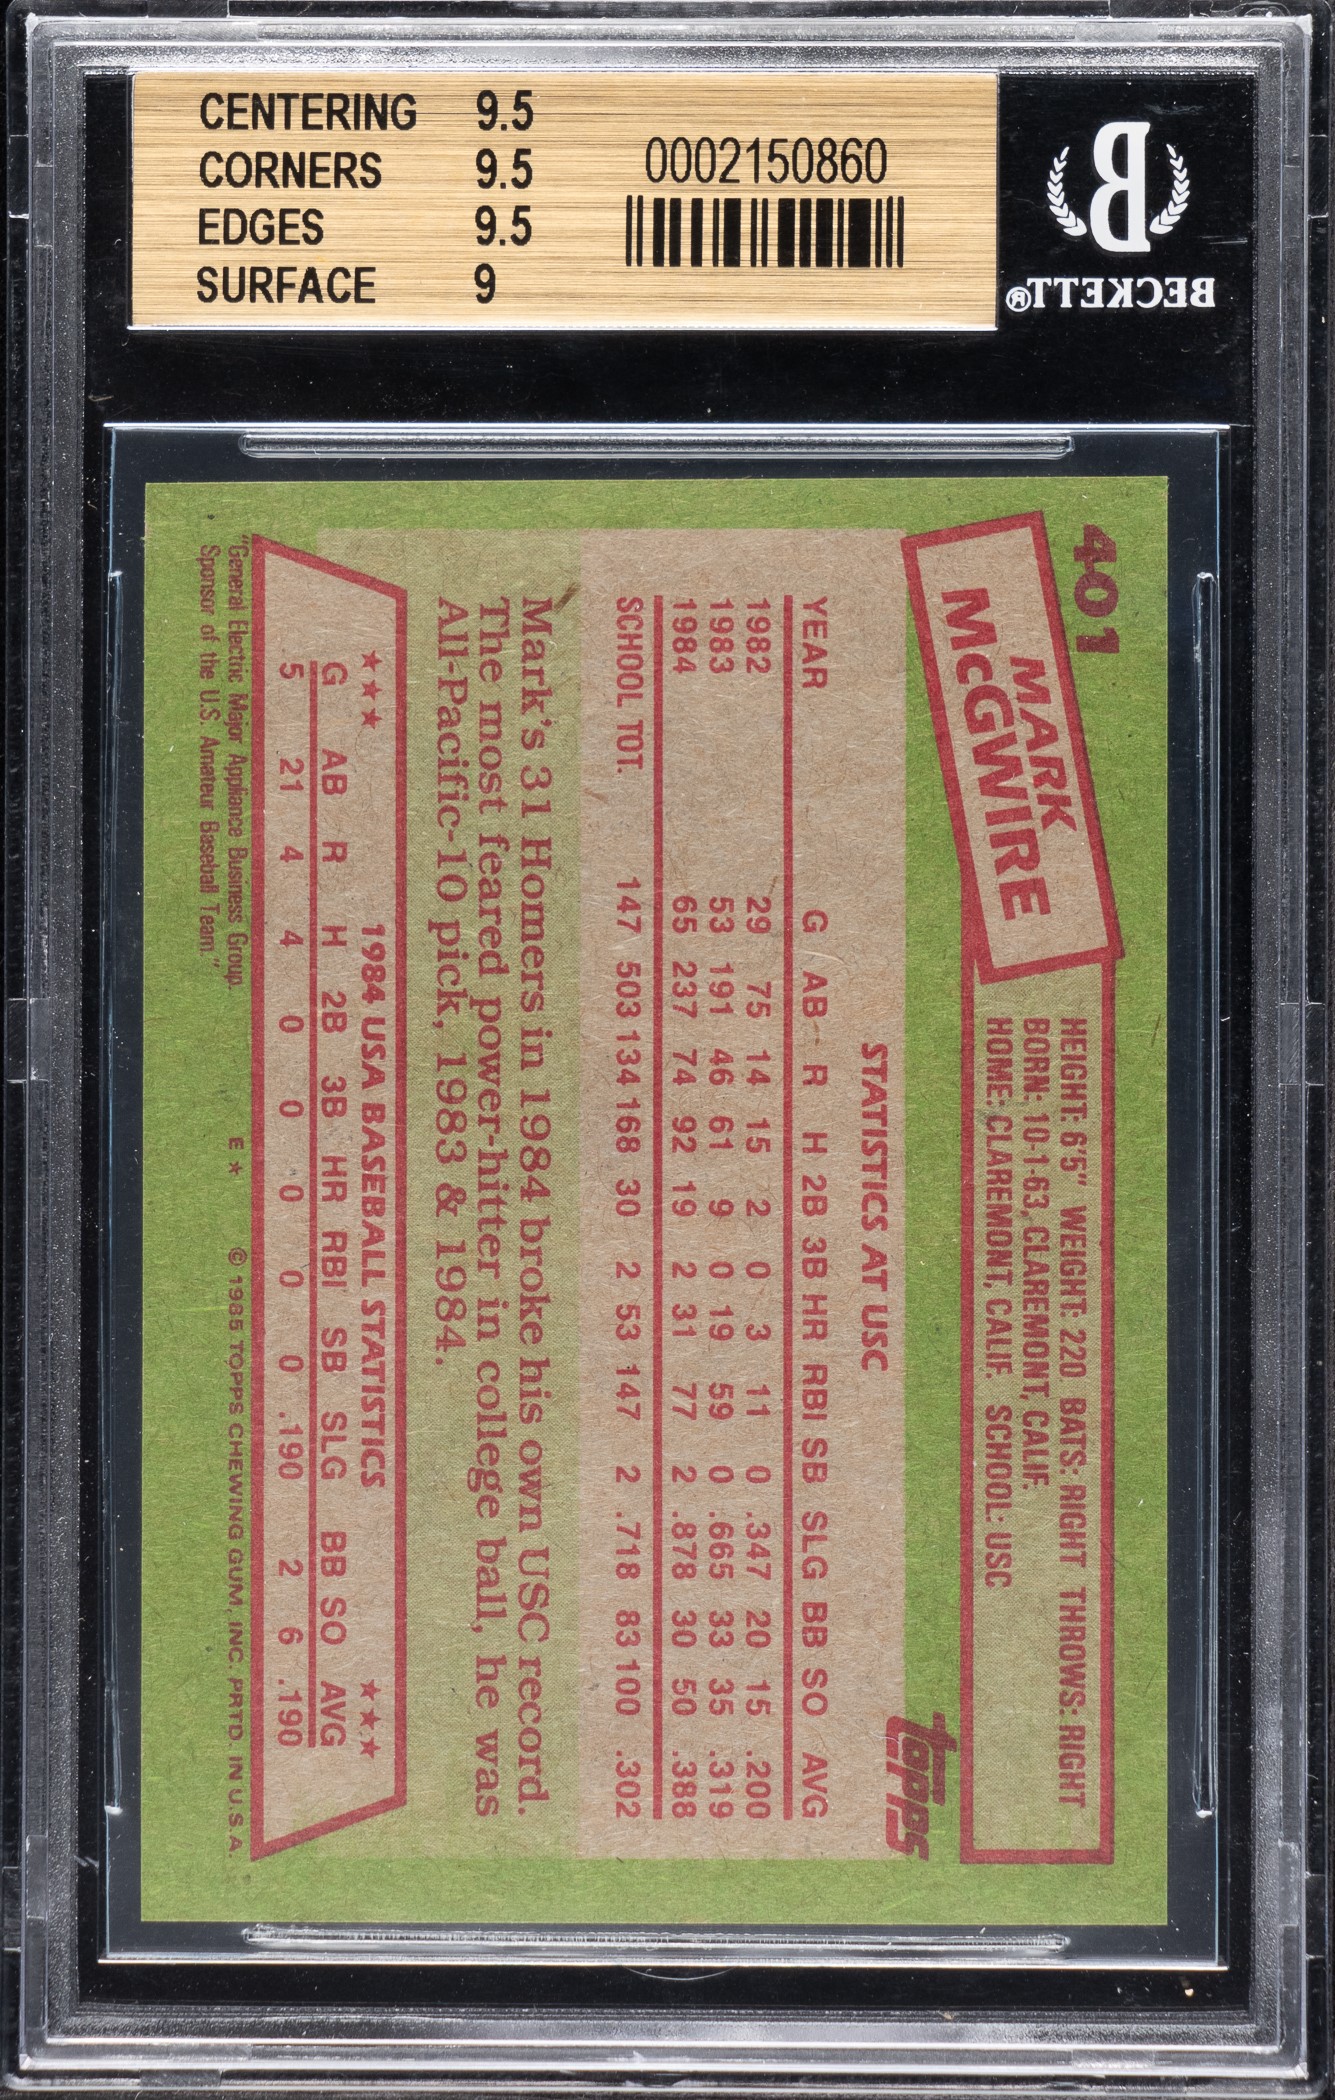 CENTERING 9.5
CORNERS 9.5
EDGES 9.5
SURFACE 9
0002150860
B
BECKETT®
401
MARK
McGWIRE
HEIGHT: 6'5" WEIGHT: 220 BATS: RIGHT THROWS: RIGHT
BORN: 10-1-63, CLAREMONT, CALIF.
HOME: CLAREMONT, CALIF. SCHOOL: USC
topps
STATISTICS AT USC
YEAR G AB R H 2B 3B HR RBI SB SLG BB SO AVG
1982 29 75 14 15 2 0 3 11 0 .347 20 15 .200
1983 53 191 46 61 9 0 19 59 0 .665 33 35 .319
1984 65 237 74 92 19 2 31 77 2 .878 30 50 .388
SCHOOL TOT. 147 503 134 168 30 2 53 147 2 .718 83 100 .302
Mark's 31 Homers in 1984 broke his own USC record.
The most feared power-hitter in college ball, he was
All-Pacific-10 pick, 1983 & 1984.
★★★ 1984 USA BASEBALL STATISTICS ★★★
G AB R H 2B 3B HR RBI SB SLG BB SO AVG
5 21 4 4 0 0 0 0 0 .190 2 6 .190
"General Electric Major Appliance Business Group.
Sponsor of the U.S. Amateur Baseball Team."
E ★ © 1985 TOPPS CHEWING GUM, INC. PRTD. IN U.S.A.